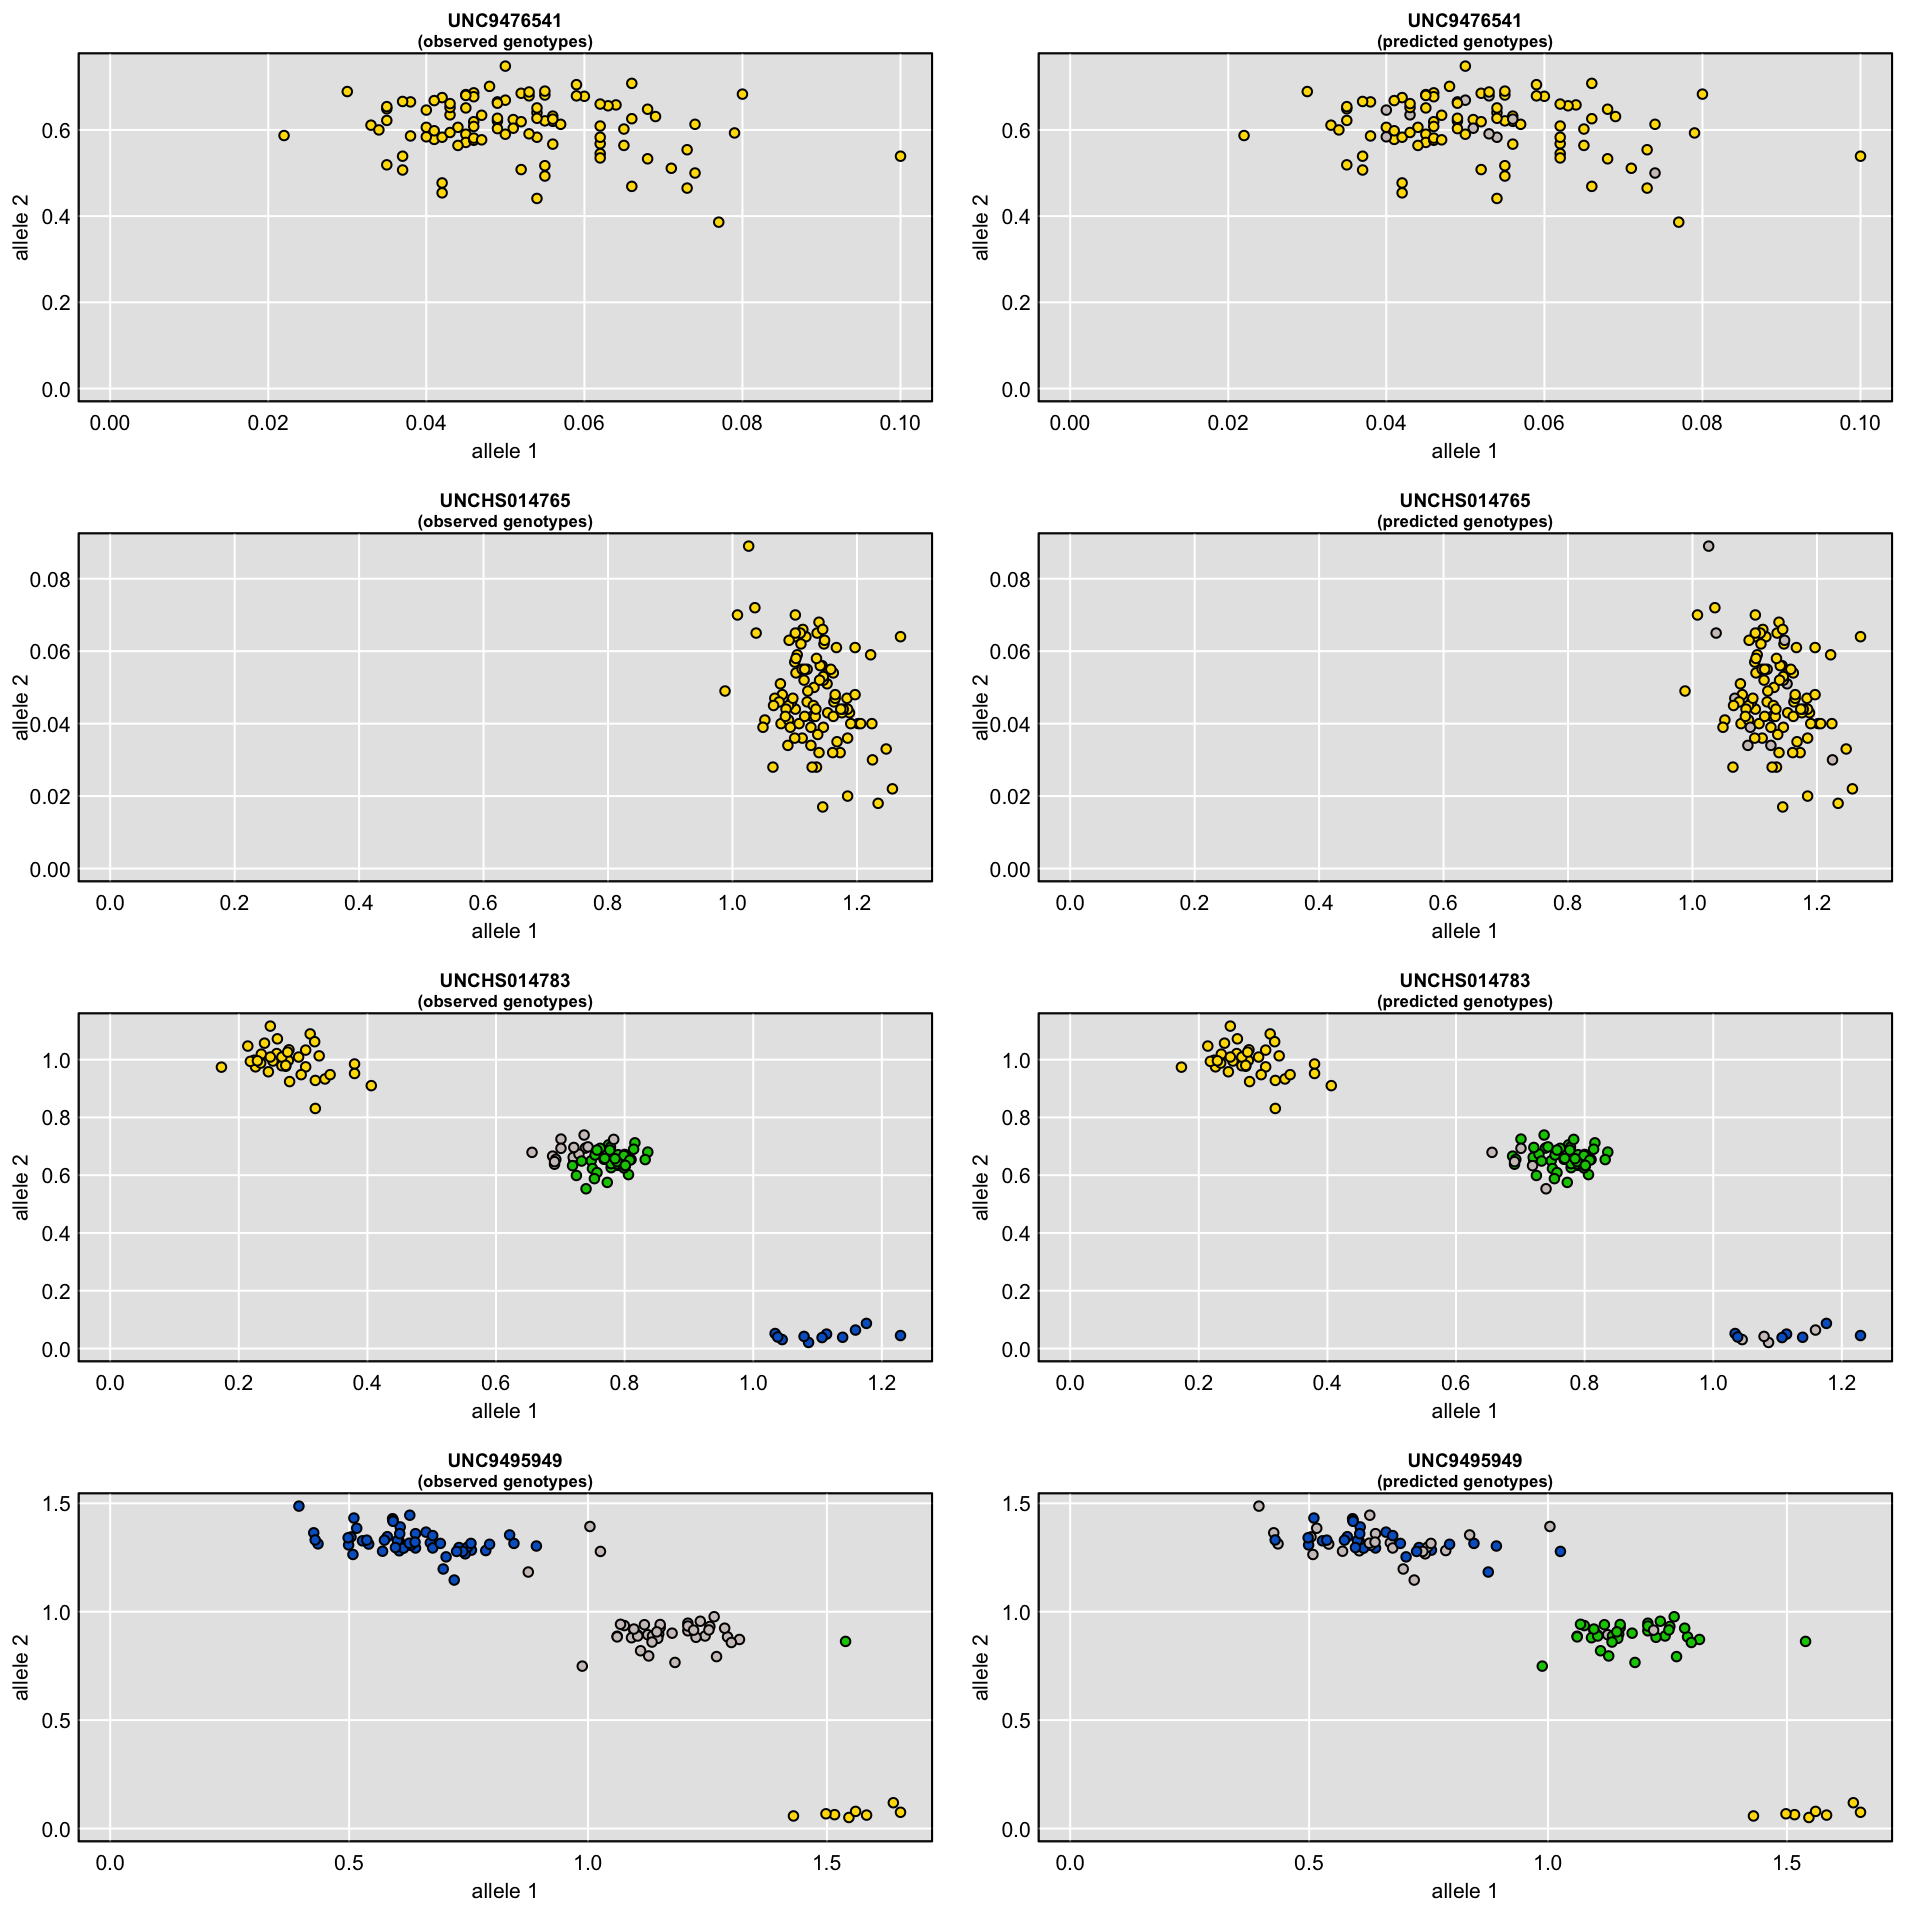 UNC9476541
(observed genotypes)
allele 2
0.6
0.4
0.2
0.0
0.00 0.02 0.04 0.06 0.08 0.10
allele 1
UNC9476541
(predicted genotypes)
allele 2
0.6
0.4
0.2
0.0
0.00 0.02 0.04 0.06 0.08 0.10
allele 1
UNCHS014765
(observed genotypes)
allele 2
0.08
0.06
0.04
0.02
0.00
0.0 0.2 0.4 0.6 0.8 1.0 1.2
allele 1
UNCHS014765
(predicted genotypes)
allele 2
0.08
0.06
0.04
0.02
0.00
0.0 0.2 0.4 0.6 0.8 1.0 1.2
allele 1
UNCHS014783
(observed genotypes)
allele 2
1.0
0.8
0.6
0.4
0.2
0.0
0.0 0.2 0.4 0.6 0.8 1.0 1.2
allele 1
UNCHS014783
(predicted genotypes)
allele 2
1.0
0.8
0.6
0.4
0.2
0.0
0.0 0.2 0.4 0.6 0.8 1.0 1.2
allele 1
UNC9495949
(observed genotypes)
allele 2
1.5
1.0
0.5
0.0
0.0 0.5 1.0 1.5
allele 1
UNC9495949
(predicted genotypes)
allele 2
1.5
1.0
0.5
0.0
0.0 0.5 1.0 1.5
allele 1